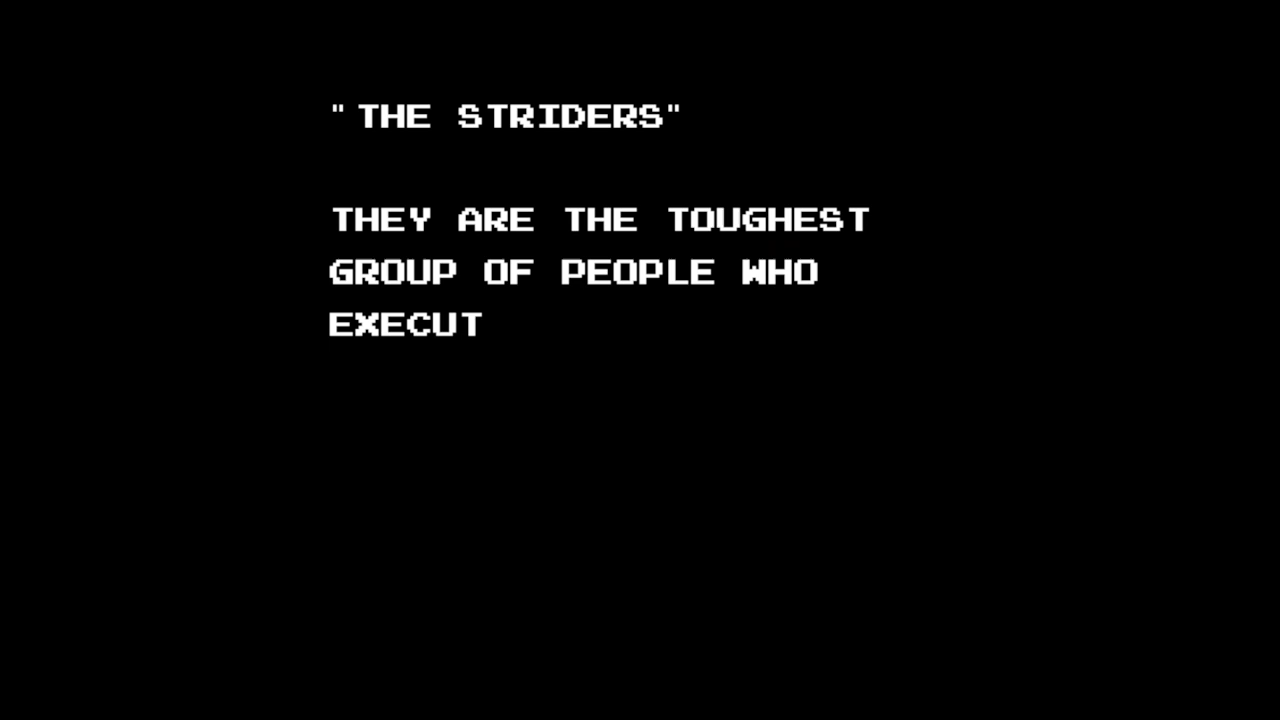 "THE STRIDERS"
THEY ARE THE TOUGHEST
GROUP OF PEOPLE WHO
EXECUT